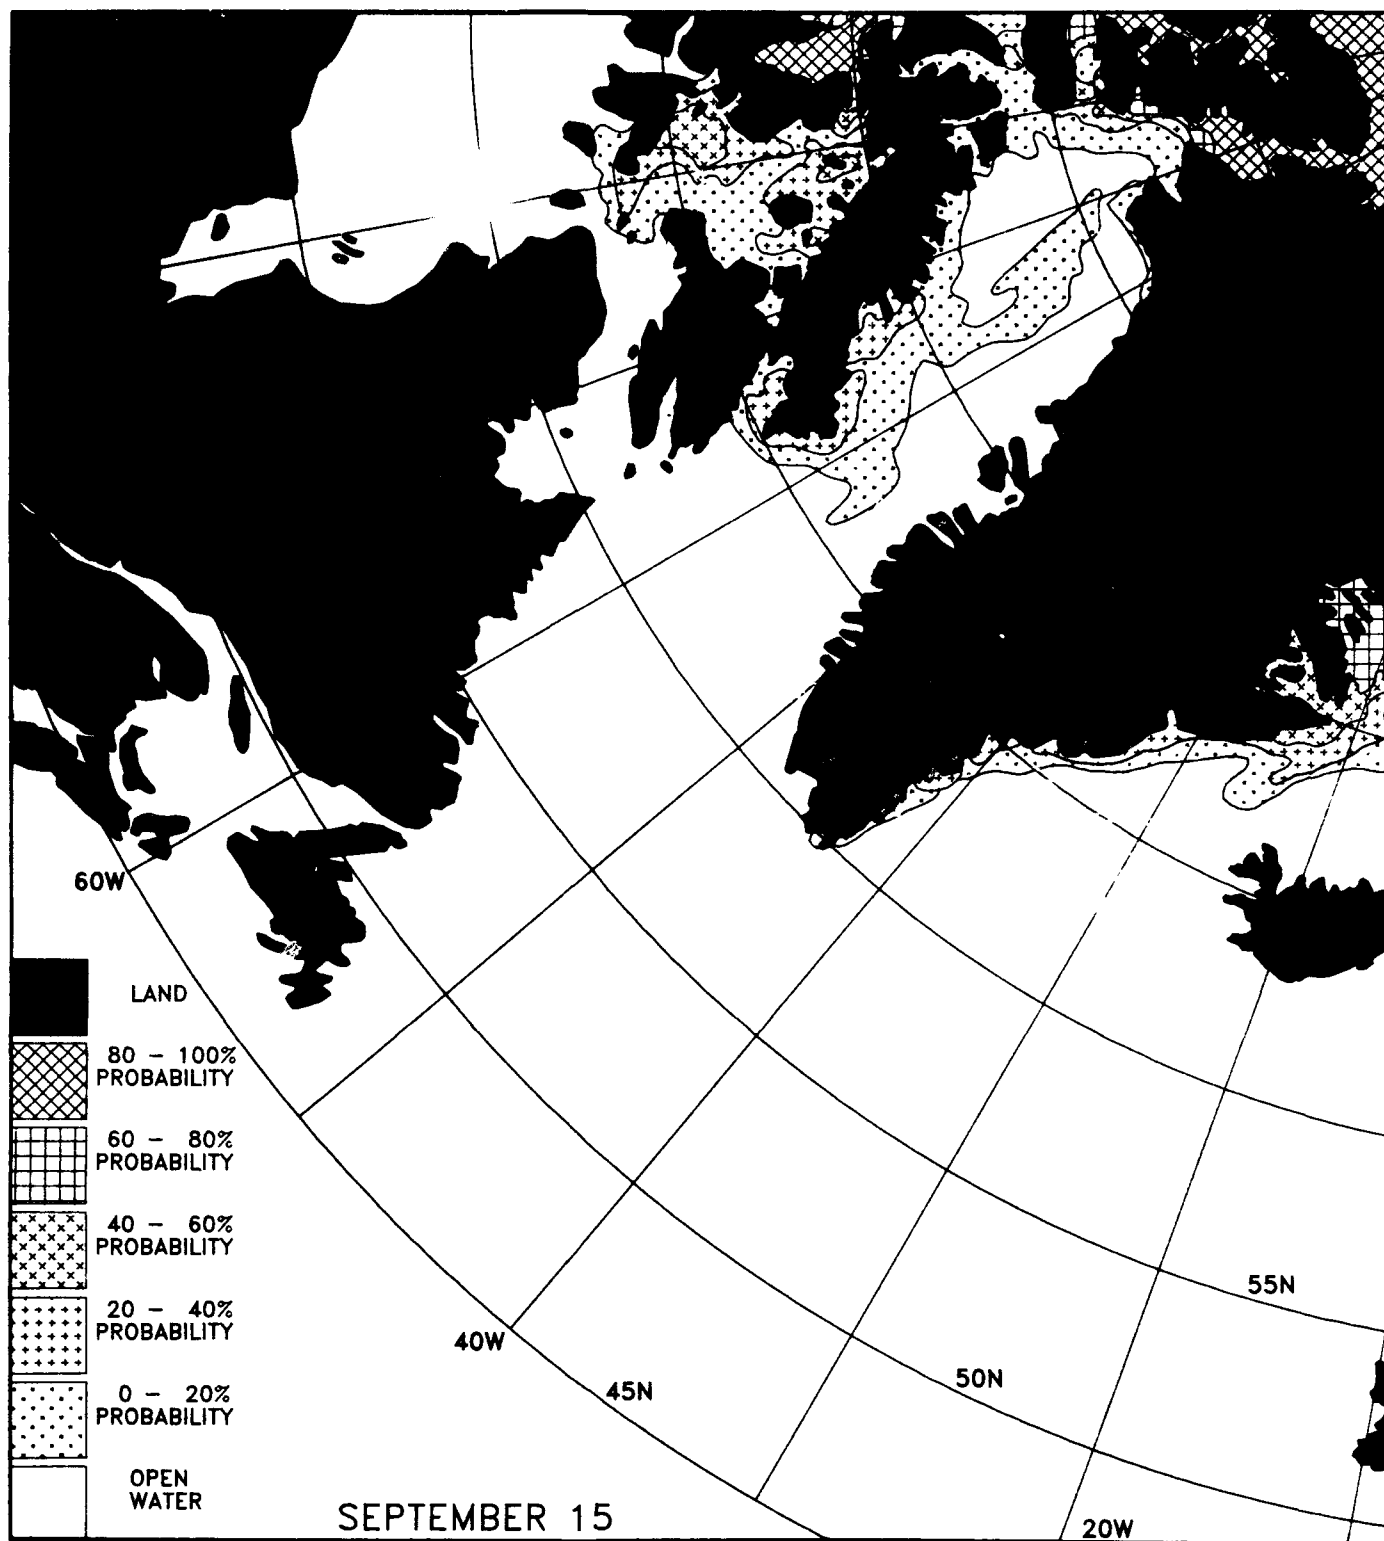 60W
LAND
80 - 100%
PROBABILITY
60 - 80%
PROBABILITY
40 - 60%
PROBABILITY
20 - 40%
PROBABILITY
0 - 20%
PROBABILITY
OPEN
WATER
55N
40W
50N
45N
SEPTEMBER 15
20W